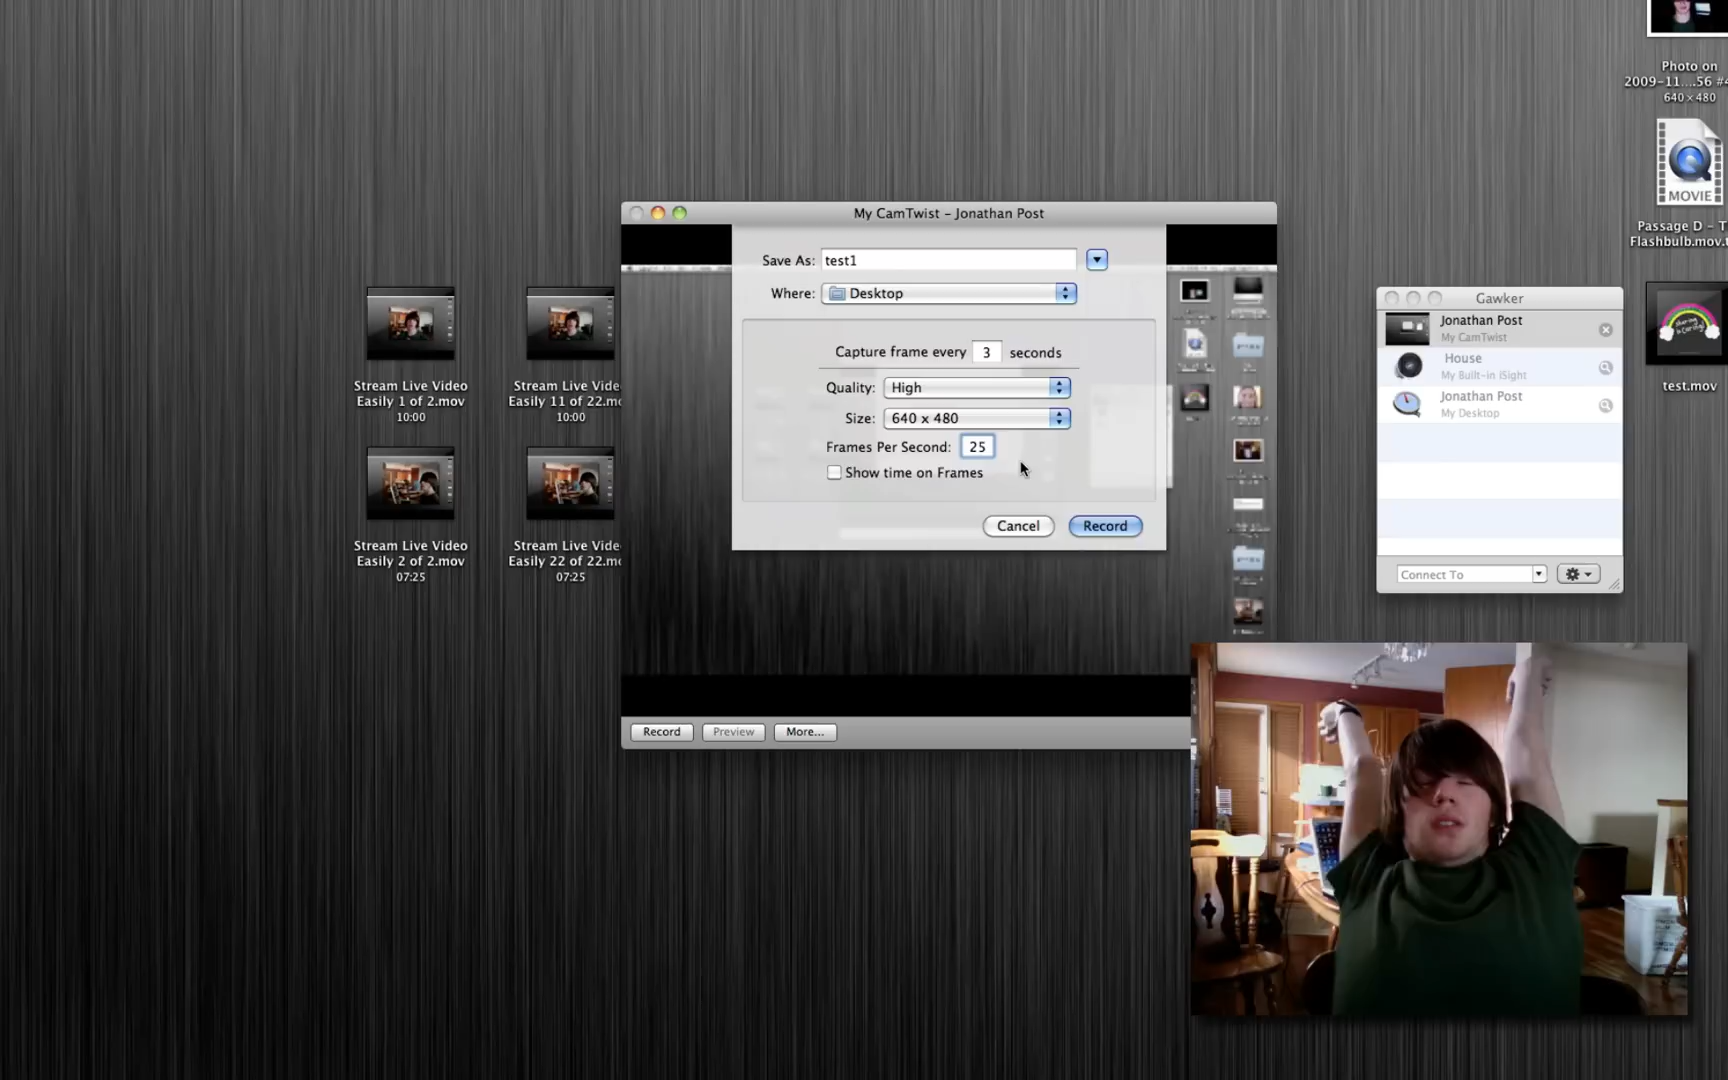 Photo on
2009-11....56 #4
640 × 480
MOVIE
Passage D - T
Flashbulb.mov.
test.mov
Stream Live Video
Easily 1 of 2.mov
10:00
Stream Live Vide
Easily 11 of 22.m
10:00
Stream Live Video
Easily 2 of 2.mov
07:25
Stream Live Vide
Easily 22 of 22.m
07:25
My CamTwist - Jonathan Post
Save As: test1
Where: Desktop
Capture frame every 3 seconds
Quality: High
Size: 640 x 480
Frames Per Second: 25
Show time on Frames
Cancel Record
Record Preview More...
Gawker
Jonathan Post
My CamTwist
House
My Built-in iSight
Jonathan Post
My Desktop
Connect To